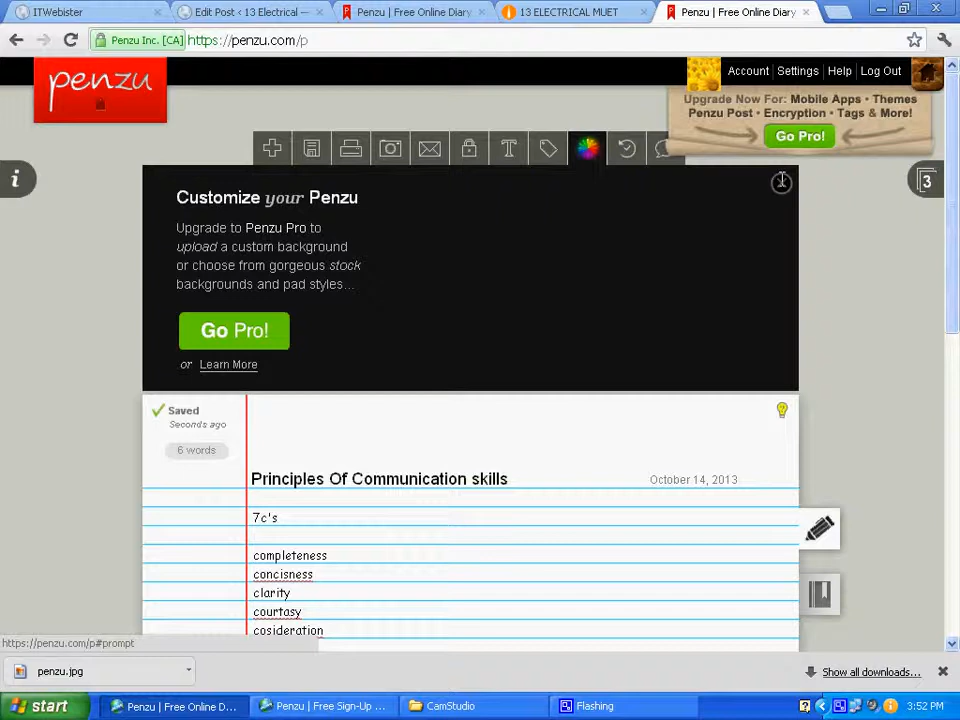 ITWebister
Edit Post < 13 Electrical —
Penzu | Free Online Diary
13 ELECTRICAL MUET
Penzu | Free Online Diary
Penzu Inc. [CA]
https://penzu.com/p
penzu
Account Settings Help Log Out
Upgrade Now For: Mobile Apps • Themes
Penzu Post • Encryption • Tags & More!
Go Pro!
i
T
3
Customize your Penzu
Upgrade to Penzu Pro to
upload a custom background
or choose from gorgeous stock
backgrounds and pad styles...
Go Pro!
or Learn More
Saved
Seconds ago
6 words
Principles Of Communication skills
October 14, 2013
7c's
completeness
concisness
clarity
courtasy
cosideration
https://penzu.com/p#prompt
penzu.jpg
Show all downloads...
start
Penzu | Free Online D...
Penzu | Free Sign-Up ...
CamStudio
Flashing
3:52 PM